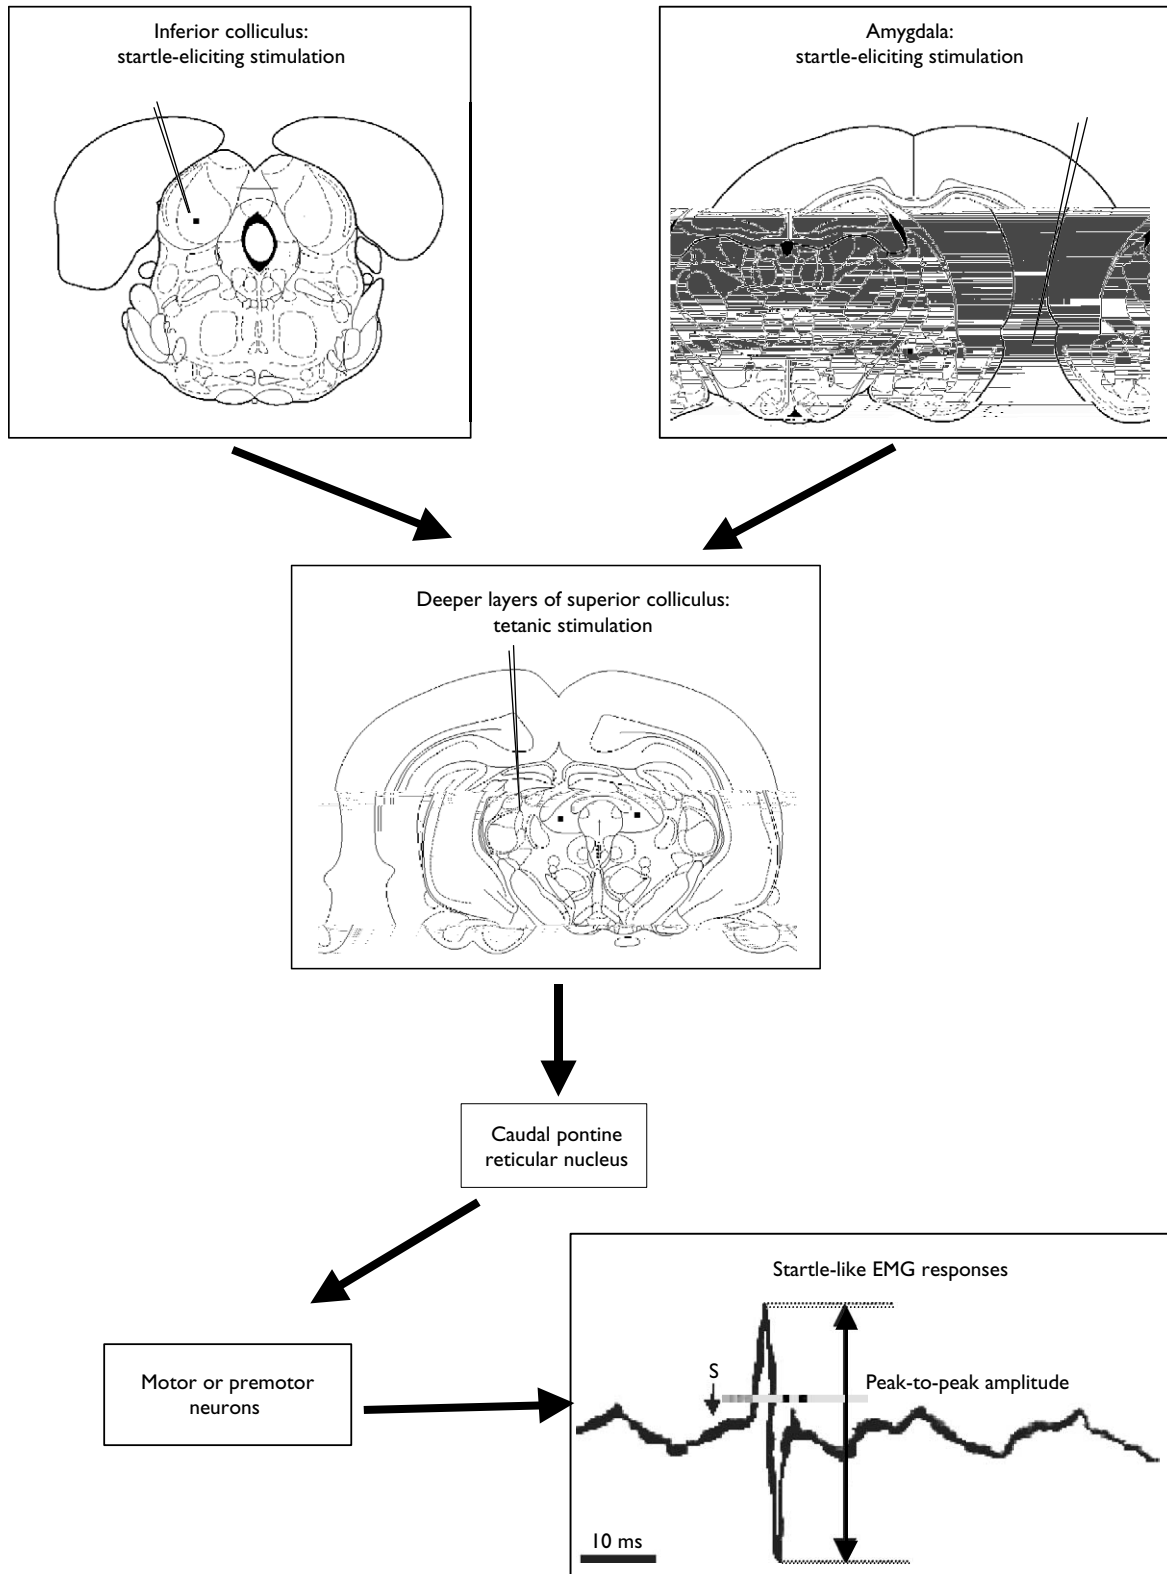 Inferior colliculus:
startle-eliciting stimulation
Amygdala:
startle-eliciting stimulation
Deeper layers of superior colliculus:
tetanic stimulation
Caudal pontine
reticular nucleus
Motor or premotor
neurons
Startle-like EMG responses
S
Peak-to-peak amplitude
10 ms